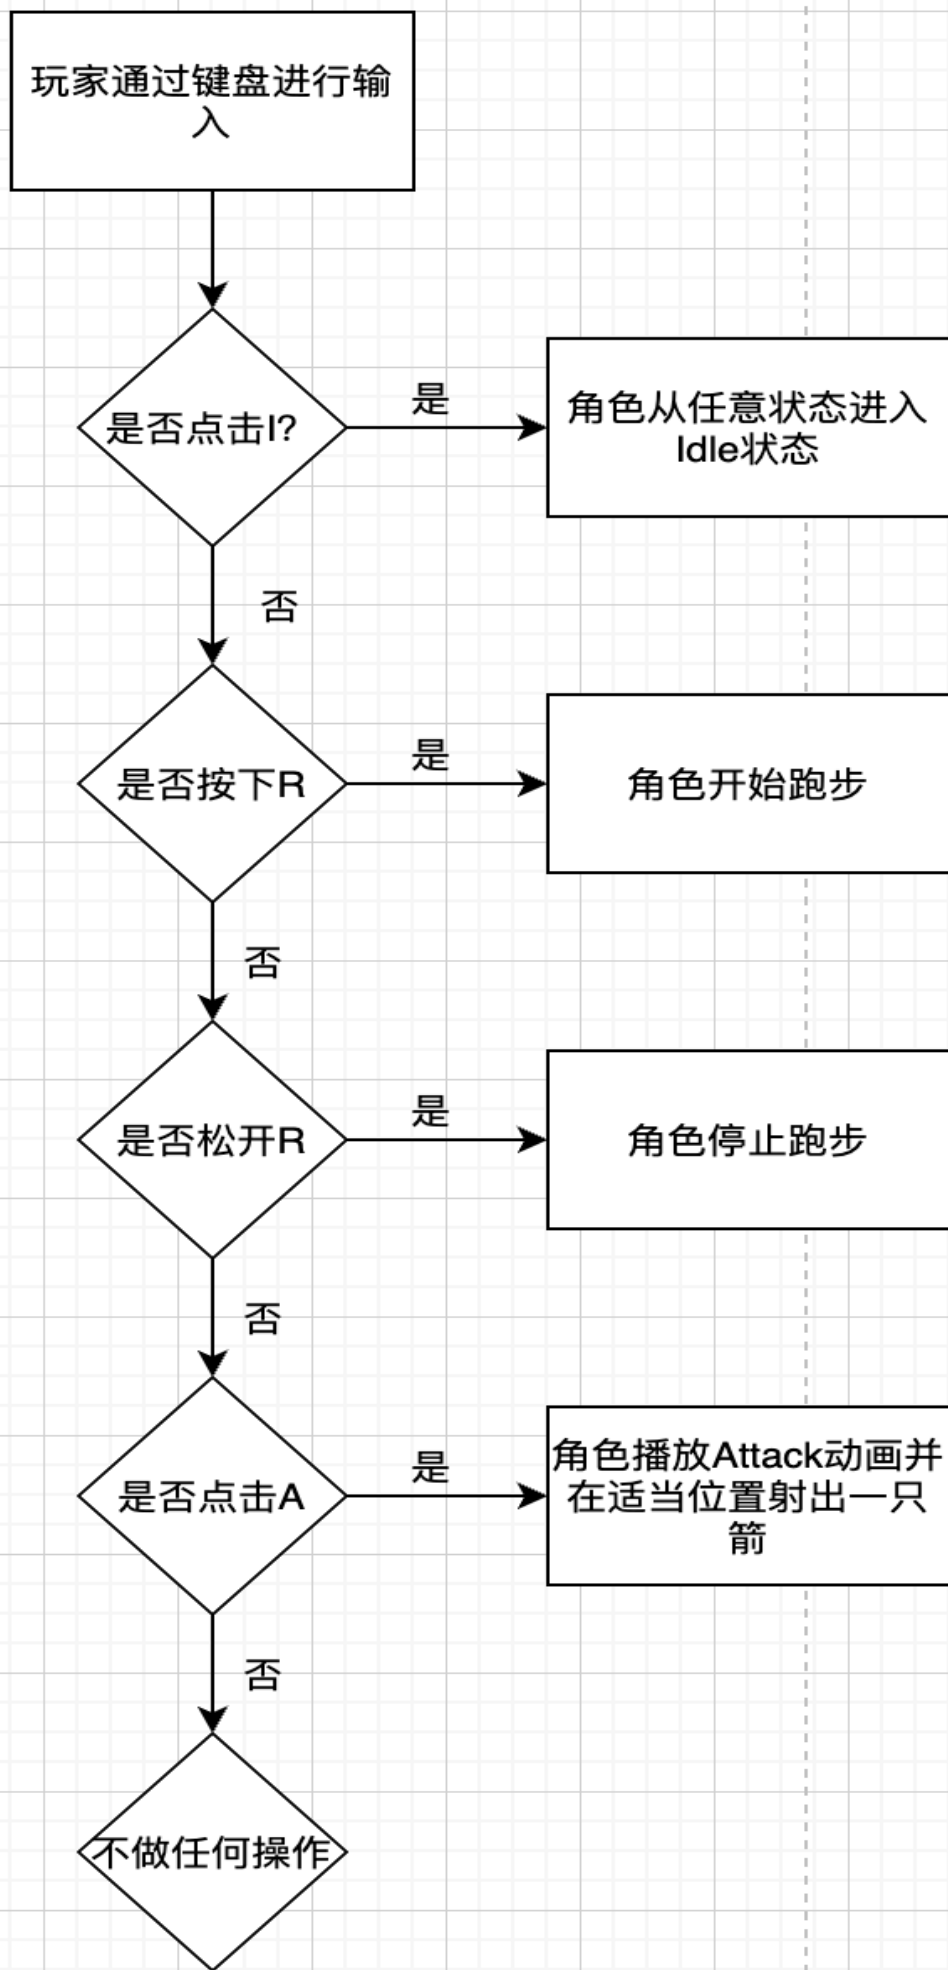 玩家通过键盘进行输
入
是否点击I?
是
角色从任意状态进入
Idle状态
否
是否按下R
是
角色开始跑步
否
是否松开R
是
角色停止跑步
否
是否点击A
是
角色播放Attack动画并
在适当位置射出一只
箭
否
不做任何操作